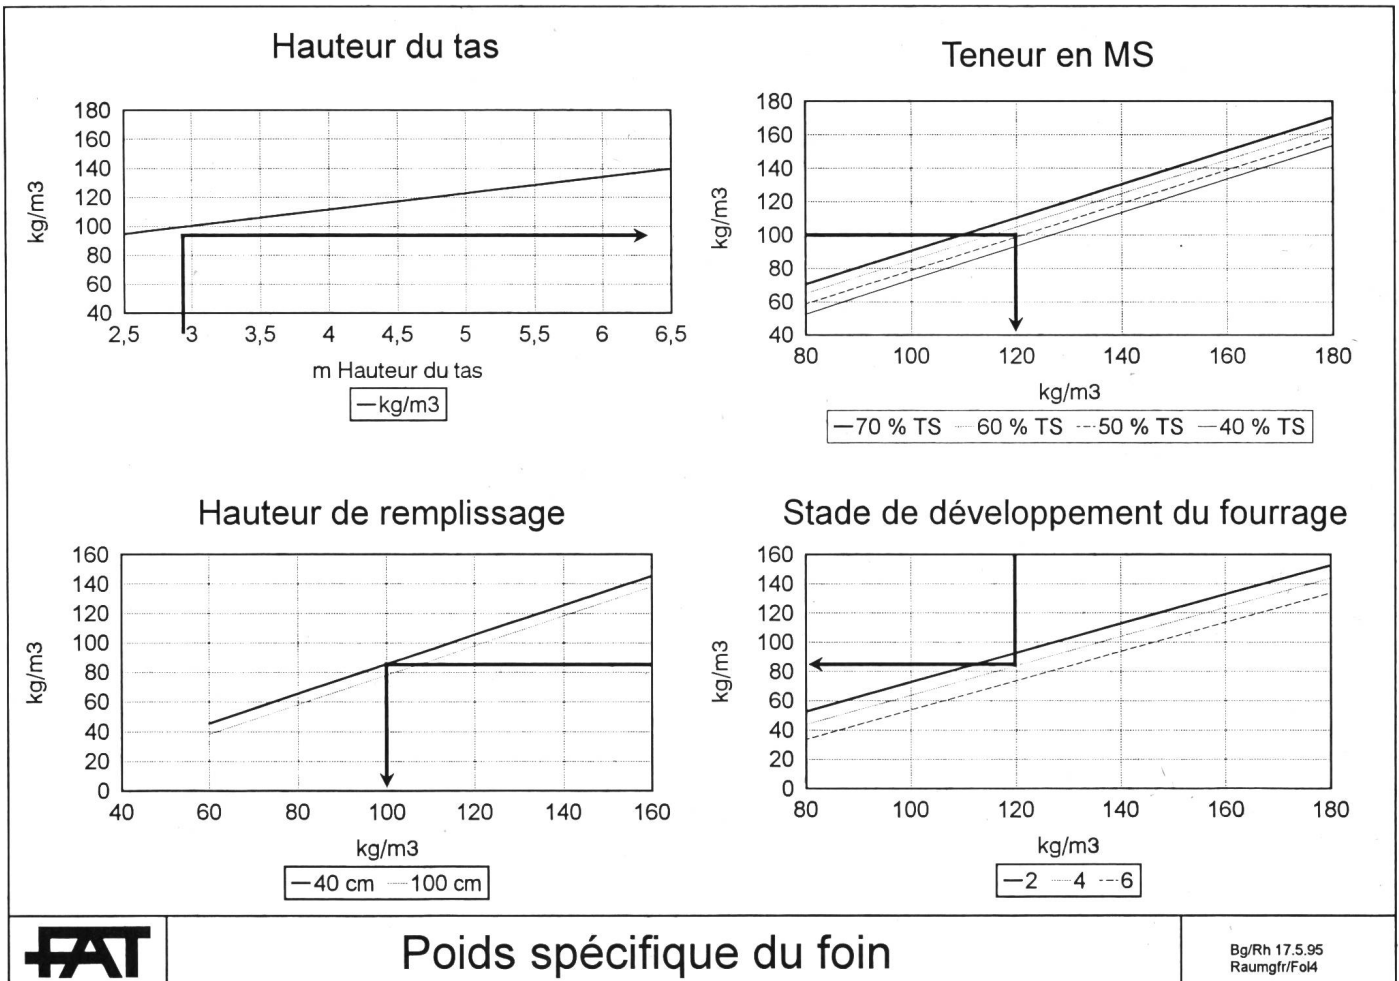 Hauteur du tas
180
160
140
120
100
80
60
40
kg/m3
2,5 3 3,5 4 4,5 5 5,5 6 6,5
m Hauteur du tas
kg/m3
Teneur en MS
180
160
140
120
100
80
60
40
kg/m3
80 100 120 140 160 180
kg/m3
70 % TS 60 % TS 50 % TS 40 % TS
Hauteur de remplissage
160
140
120
100
80
60
40
20
0
kg/m3
40 60 80 100 120 140 160
kg/m3
40 cm 100 cm
Stade de développement du fourrage
160
140
120
100
80
60
40
20
0
kg/m3
80 100 120 140 160 180
kg/m3
2 4 6
FAT
Poids spécifique du foin
Bg/Rh 17.5.95
Raumgfr/Fol4